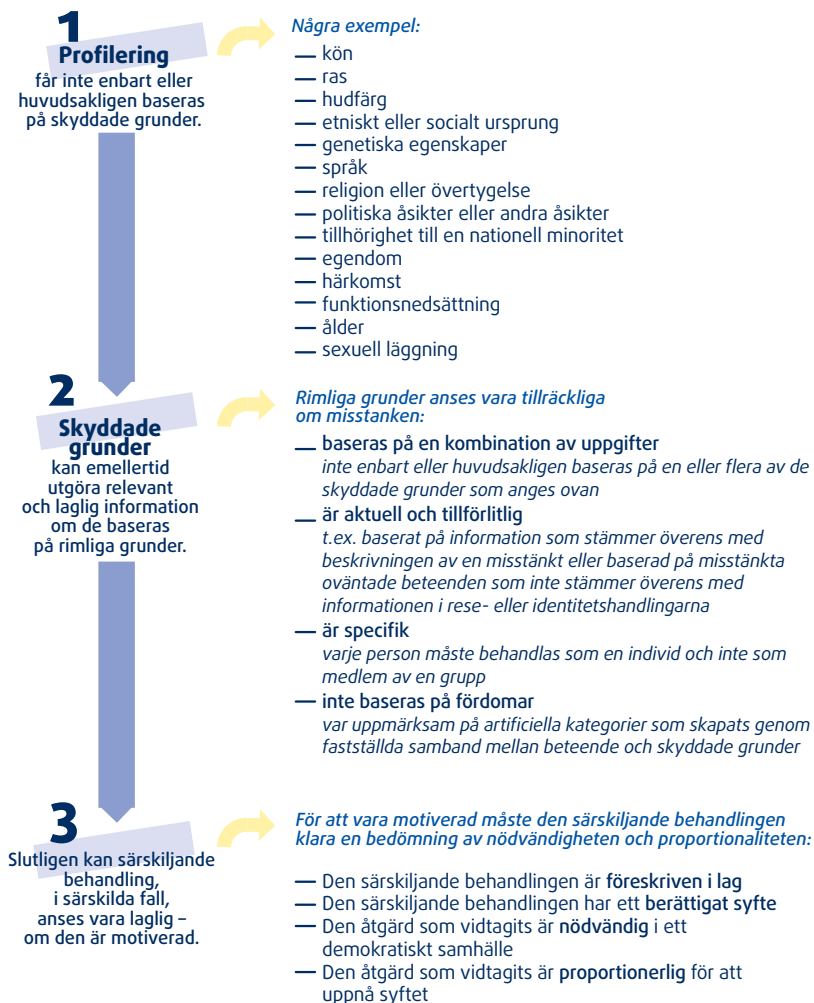 1
Profilering
får inte enbart eller
huvudsakligen baseras
på skyddade grunder.
Några exempel:
— kön
— ras
— hudfärg
— etniskt eller socialt ursprung
— genetiska egenskaper
— språk
— religion eller övertygelse
— politiska åsikter eller andra åsikter
— tillhörighet till en nationell minoritet
— egendom
— härkomst
— funktionsnedsättning
— ålder
— sexuell läggning
2
Skyddade
grunder
kan emellertid
utgöra relevant
och laglig information
om de baseras
på rimliga grunder.
Rimliga grunder anses vara tillräckliga
om misstanken:
— baseras på en kombination av uppgifter
inte enbart eller huvudsakligen baseras på en eller flera av de
skyddade grunder som anges ovan
— är aktuell och tillförlitlig
t.ex. baserat på information som stämmer överens med
beskrivningen av en misstänkt eller baserad på misstänkta
oväntade beteenden som inte stämmer överens med
informationen i rese- eller identitetshandlingarna
— är specifik
varje person måste behandlas som en individ och inte som
medlem av en grupp
— inte baseras på fördomar
var uppmärksam på artificiella kategorier som skapats genom
fastställda samband mellan beteende och skyddade grunder
3
Slutligen kan särskiljande
behandling,
i särskilda fall,
anses vara laglig –
om den är motiverad.
För att vara motiverad måste den särskiljande behandlingen
klara en bedömning av nödvändigheten och proportionaliteten:
— Den särskiljande behandlingen är föreskriven i lag
— Den särskiljande behandlingen har ett berättigat syfte
— Den åtgärd som vidtagits är nödvändig i ett
demokratiskt samhälle
— Den åtgärd som vidtagits är proportionerlig för att
uppnå syftet